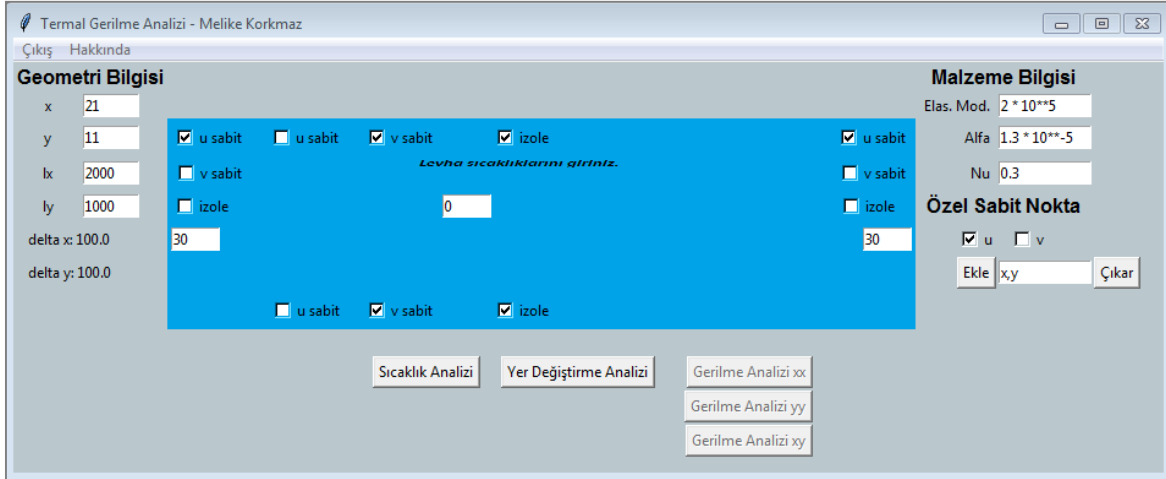 Termal Gerilme Analizi - Melike Korkmaz
Çıkış Hakkında
Geometri Bilgisi
x 21
y 11
lx 2000
ly 1000
delta x: 100.0
delta y: 100.0
u sabit u sabit v sabit izole u sabit
Levha sıcaklıklarını giriniz.
v sabit v sabit
izole 0 izole
30 30
u sabit v sabit izole
Malzeme Bilgisi
Elas. Mod. 2 * 10**5
Alfa 1.3 * 10**-5
Nu 0.3
Özel Sabit Nokta
u v
Ekle x,y Çıkar
Sıcaklık Analizi Yer Değiştirme Analizi Gerilme Analizi xx
Gerilme Analizi yy
Gerilme Analizi xy